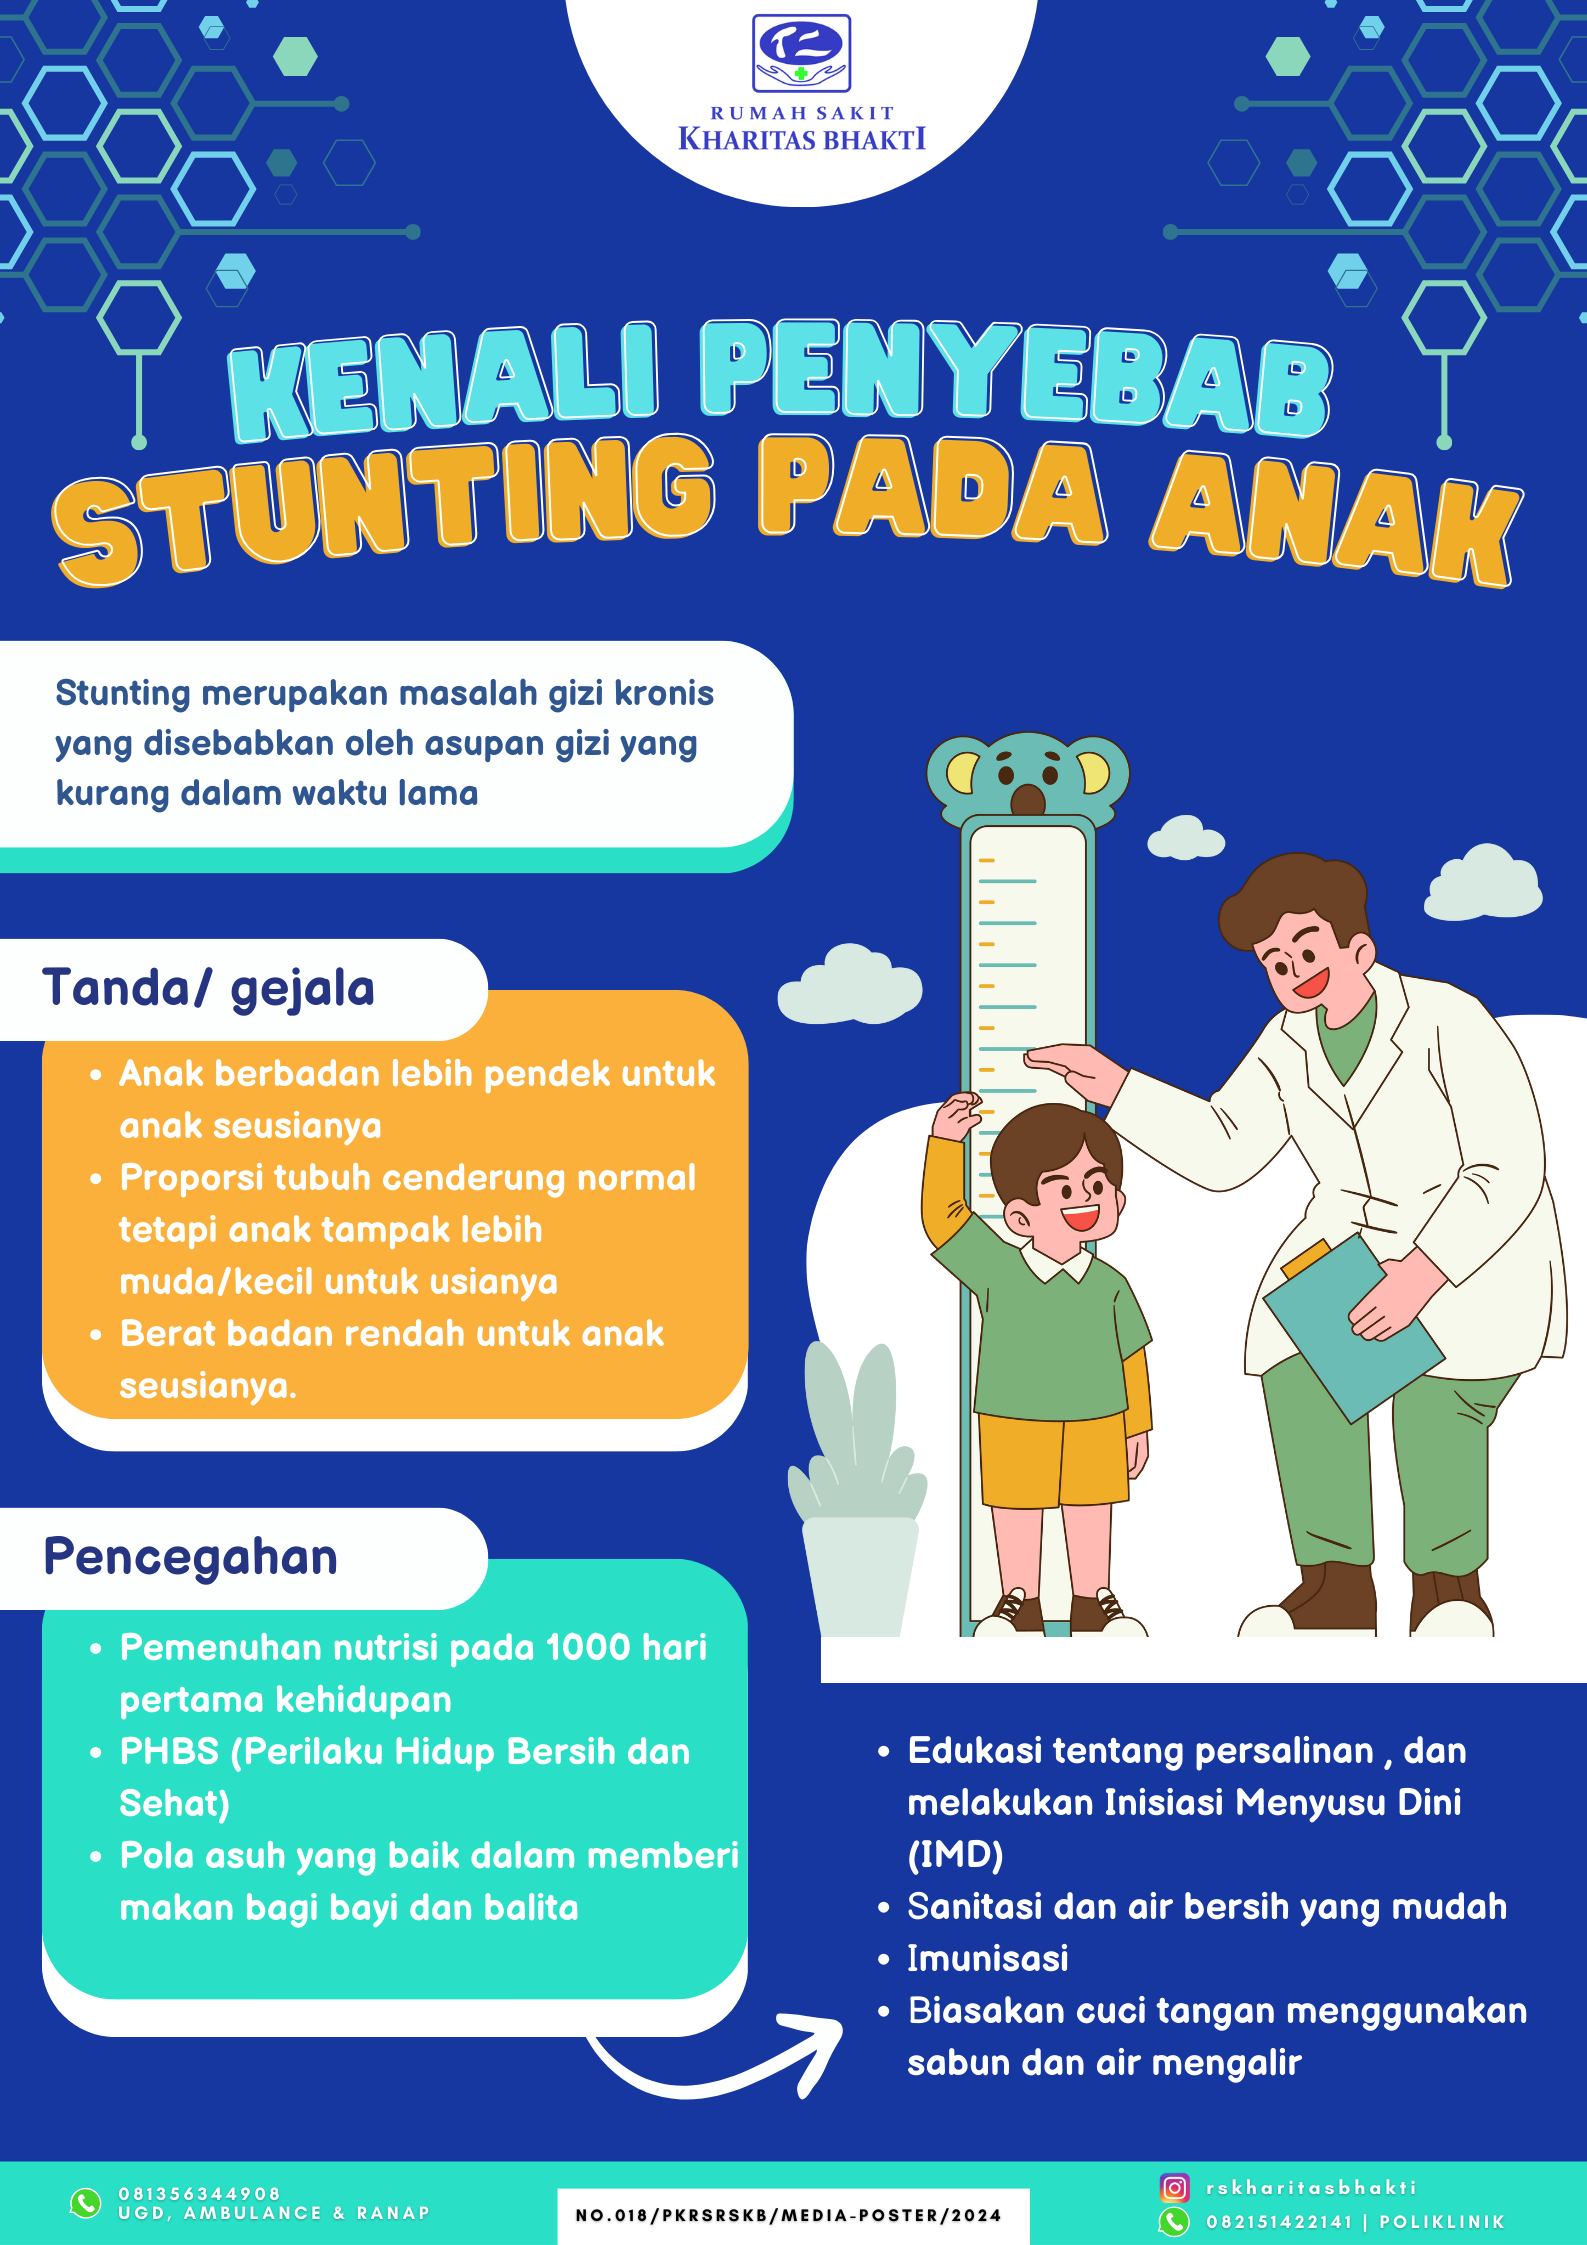 RUMAH SAKIT
KHARITAS BHAKTI
KENALI PENYEBAB
STUNTING PADA ANAK
Stunting merupakan masalah gizi kronis
yang disebabkan oleh asupan gizi yang
kurang dalam waktu lama
Tanda/ gejala
• Anak berbadan lebih pendek untuk
anak seusianya
• Proporsi tubuh cenderung normal
tetapi anak tampak lebih
muda/kecil untuk usianya
• Berat badan rendah untuk anak
seusianya.
Pencegahan
• Pemenuhan nutrisi pada 1000 hari
pertama kehidupan
• PHBS (Perilaku Hidup Bersih dan
Sehat)
• Pola asuh yang baik dalam memberi
makan bagi bayi dan balita
• Edukasi tentang persalinan , dan
melakukan Inisiasi Menyusu Dini
(IMD)
• Sanitasi dan air bersih yang mudah
• Imunisasi
• Biasakan cuci tangan menggunakan
sabun dan air mengalir
081356344908
UGD, AMBULANCE & RANAP
NO.018/PKRSRSKB/MEDIA-POSTER/2024
rskharitasbhakti
082151422141 | POLIKLINIK